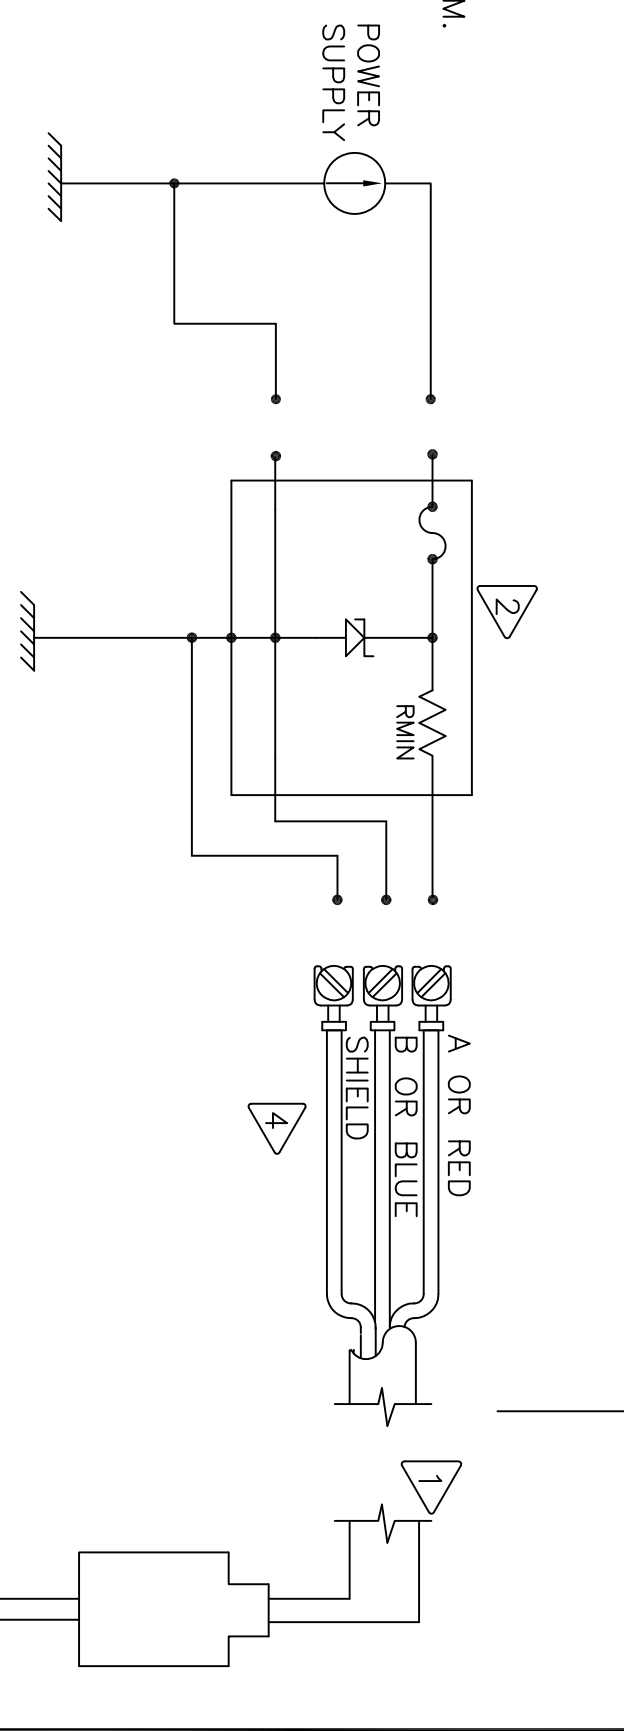 M.
POWER
SUPPLY
2
RMIN
A OR RED
B OR BLUE
SHIELD
4
1